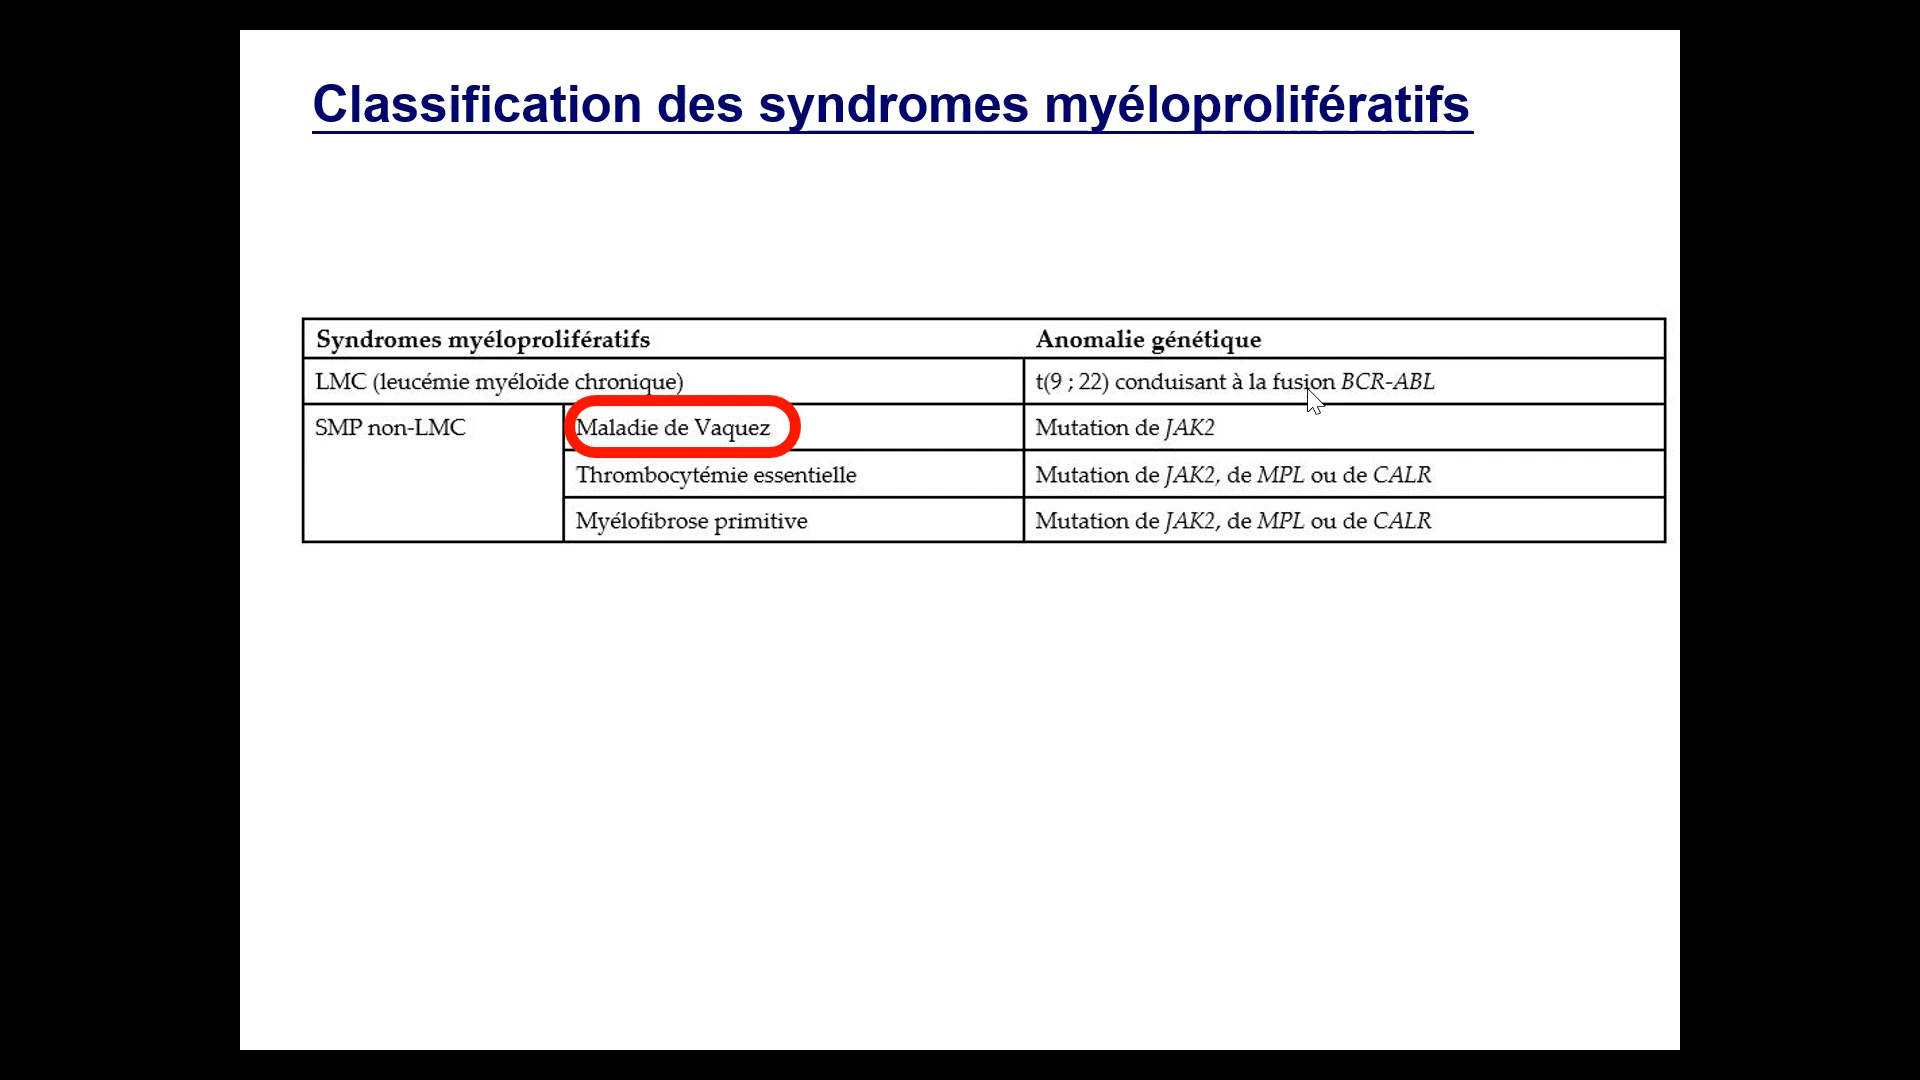 Classification des syndromes myéloprolifératifs
Syndromes myéloprolifératifs Anomalie génétique
LMC (leucémie myéloïde chronique) t(9 ; 22) conduisant à la fusion BCR-ABL
SMP non-LMC Maladie de Vaquez Mutation de JAK2
Thrombocytémie essentielle Mutation de JAK2, de MPL ou de CALR
Myélofibrose primitive Mutation de JAK2, de MPL ou de CALR